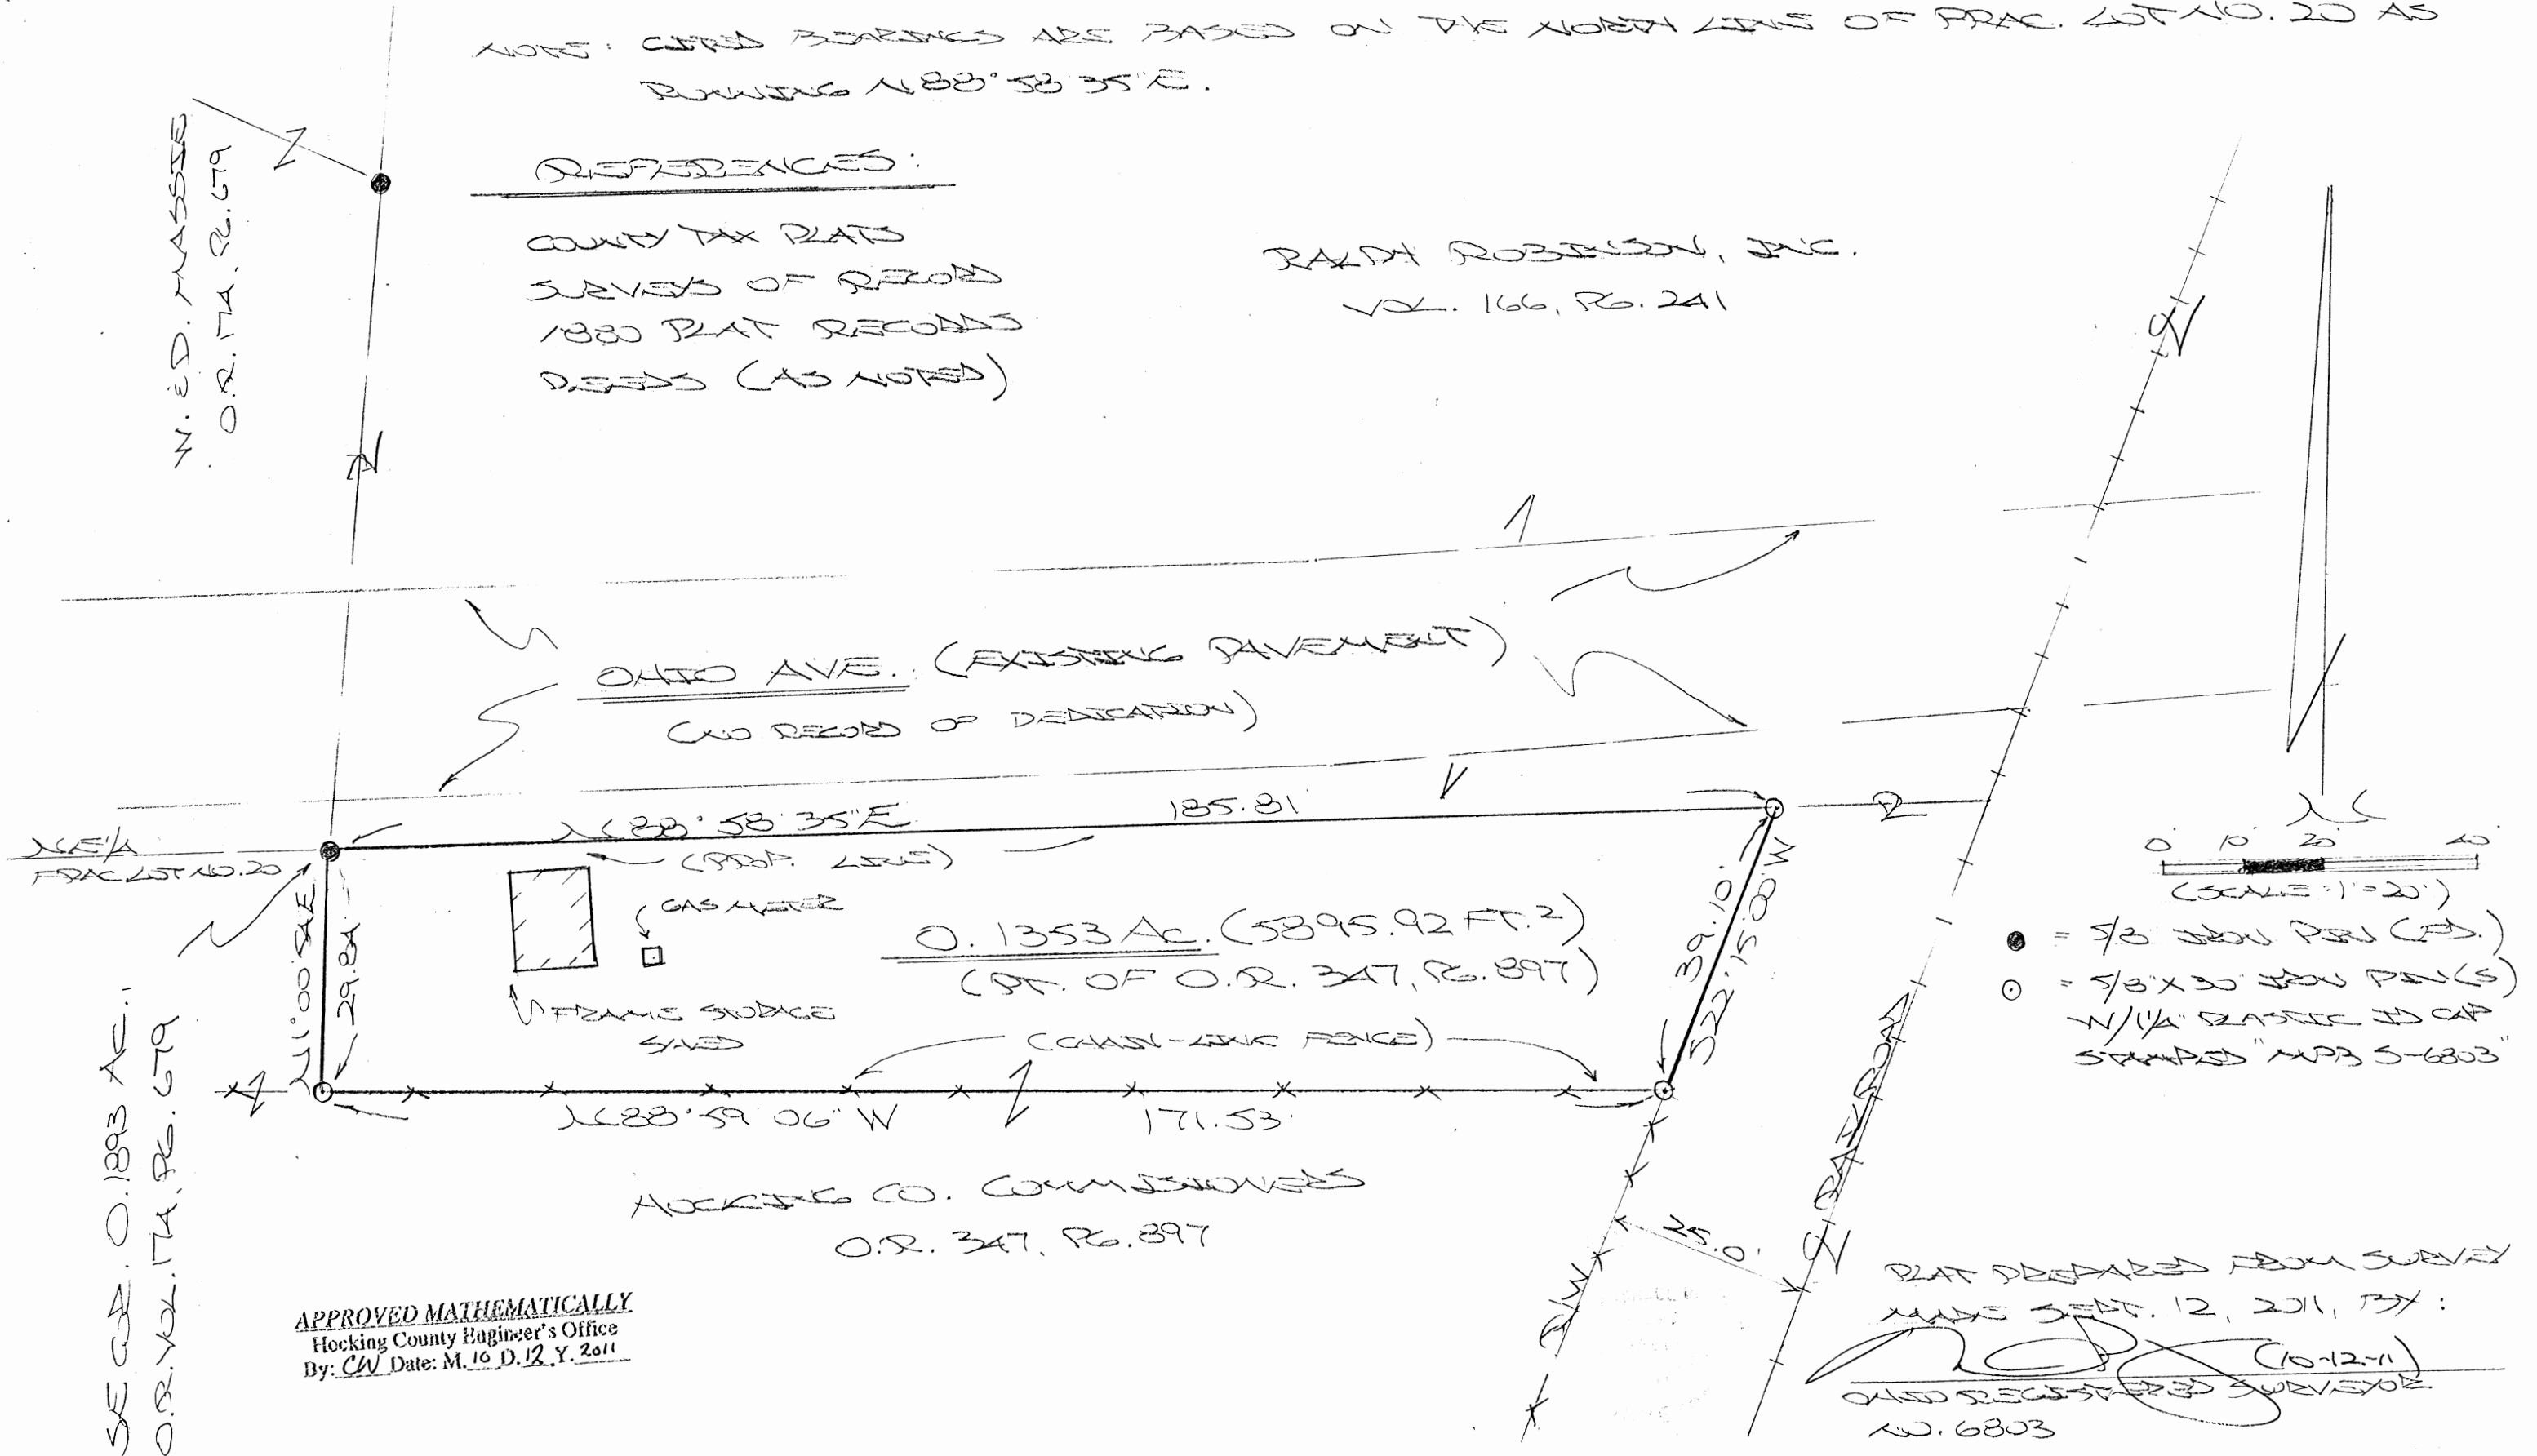 NOTE: CITED BEARINGS ARE BASED ON THE NORTH LINE OF FRAC. LOT NO. 20 AS
RUNNING N88°58'35"E.
W. & D. MASSIE
O.R. 174, PG. 679
REFERENCES:
COUNTY TAX PLATS
SURVEYS OF RECORD
1880 PLAT RECORDS
DEEDS (AS NOTED)
RALPH ROBINSON, INC.
VOL. 166, PG. 241
OHIO AVE. (EXISTING PAVEMENT)
(NO RECORD OF DEDICATION)
N88°58'35"E 185.81'
(PROP. LINE)
NE 1/4
FRAC LOT NO. 20
GAS METER
FRAME STORAGE
SHED
29.84
0.1353 Ac. (5895.92 FT.2)
(PT. OF O.R. 347, PG. 897)
(CHAIN-LINK FENCE)
39.10'
S22°15'00"W
N88°59'06"W 171.53'
HOCKING CO. COMMISSIONERS
O.R. 347, PG. 897
0.1893 AC.
O.R. VOL. 174, PG. 679
R/W
25.0'
RAILROAD
0' 10' 20' 40'
(SCALE: 1"=20')
= 5/8" IRON PIN (FD.)
= 5/8"X30" IRON PIN(S)
W/1 1/4" PLASTIC ID CAP
STAMPED "MPB S-6803"
APPROVED MATHEMATICALLY
Hocking County Engineer's Office
By: CW Date: M. 10 D. 12 Y. 2011
PLAT PREPARED FROM SURVEY
MADE SEPT. 12, 2011, BY:
(10-12-11)
OHIO REGISTERED SURVEYOR
NO. 6803